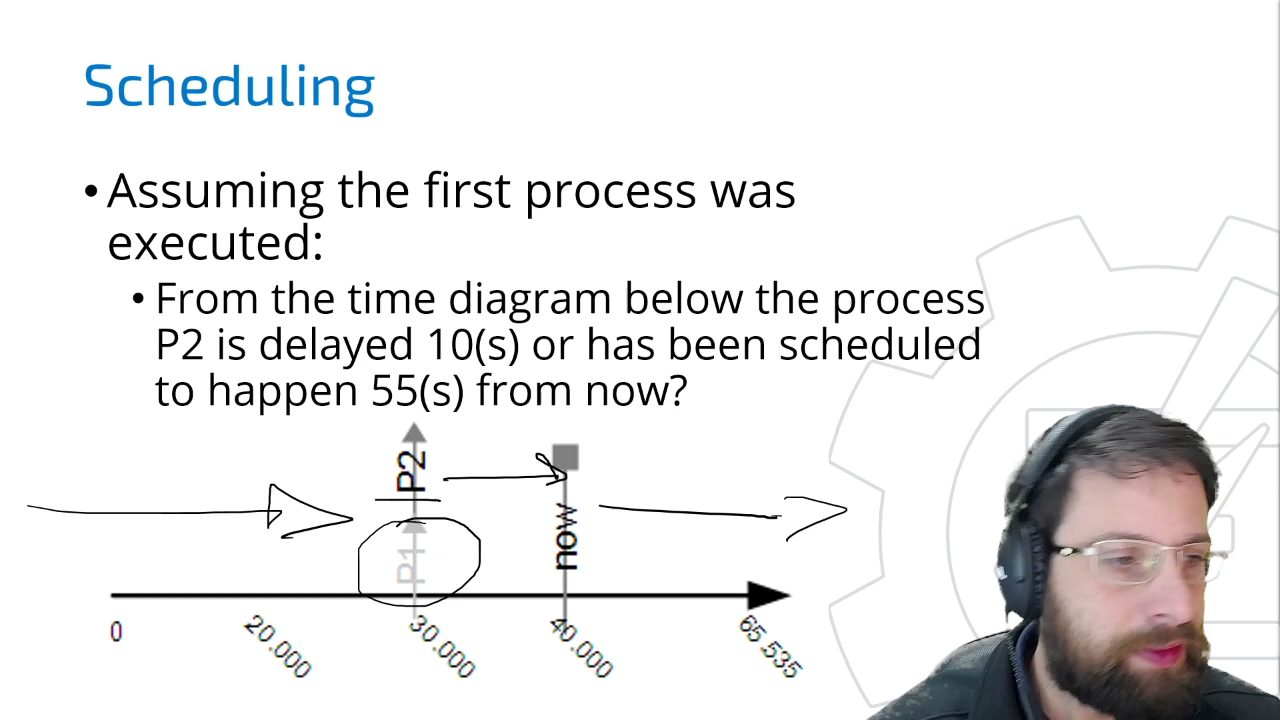 Scheduling
• Assuming the first process was
executed:
• From the time diagram below the process
P2 is delayed 10(s) or has been scheduled
to happen 55(s) from now?
P2
P1
now
0
20.000
30.000
40.000
65.535